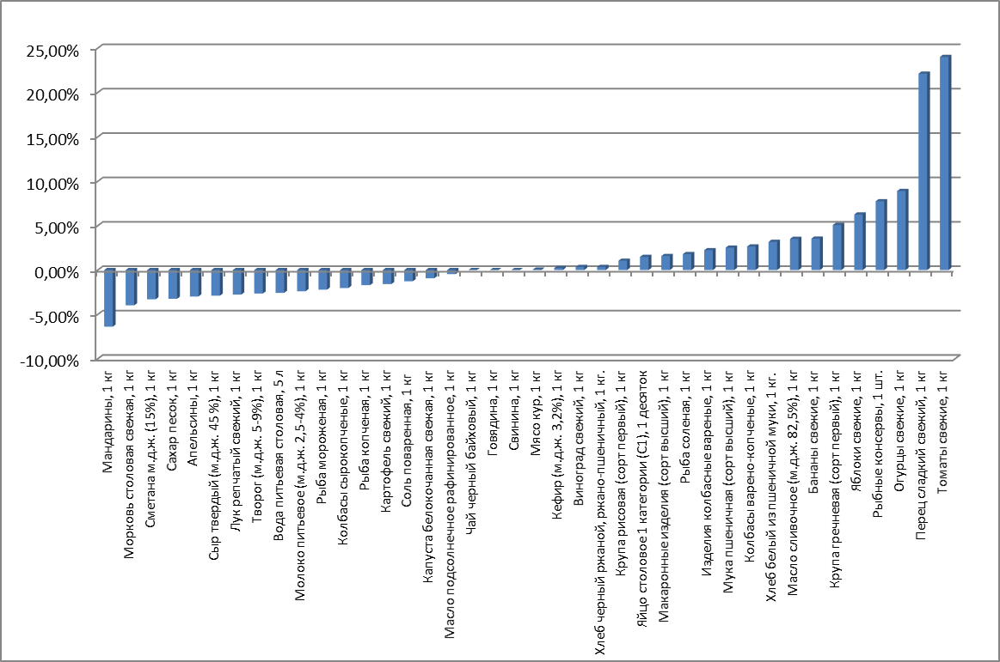 25,00%
20,00%
15,00%
10,00%
5,00%
0,00%
-5,00%
-10,00%
Мандарины, 1 кг
Морковь столовая свежая, 1 кг
Сметана м.дж. (15%), 1 кг
Сахар песок, 1 кг
Апельсины, 1 кг
Сыр твердый (м.дж. 45 %), 1 кг
Лук репчатый свежий, 1 кг
Творог (м.дж. 5-9%), 1 кг
Вода питьевая столовая, 5 л
Молоко питьевое (м.дж. 2,5-4%), 1 кг
Рыба мороженая, 1 кг
Колбасы сырокопченые, 1 кг
Рыба копченая, 1 кг
Картофель свежий, 1 кг
Соль поваренная, 1 кг
Капуста белокочанная свежая, 1 кг
Масло подсолнечное рафинированное, 1 кг
Чай черный байховый, 1 кг
Говядина, 1 кг
Свинина, 1 кг
Мясо кур, 1 кг
Кефир (м.дж. 3,2%), 1 кг
Виноград свежий, 1 кг
Хлеб черный ржаной, ржано-пшеничный, 1 кг.
Крупа рисовая (сорт первый), 1 кг
Яйцо столовое 1 категории (С1), 1 десяток
Макаронные изделия (сорт высший), 1 кг
Рыба соленая, 1 кг
Изделия колбасные вареные, 1 кг
Мука пшеничная (сорт высший), 1 кг
Колбасы варено-копченые, 1 кг
Хлеб белый из пшеничной муки, 1 кг.
Масло сливочное (м.дж. 82,5%), 1 кг
Бананы свежие, 1 кг
Крупа гречневая (сорт первый), 1 кг
Яблоки свежие, 1 кг
Рыбные консервы, 1 шт.
Огурцы свежие, 1 кг
Перец сладкий свежий, 1 кг
Томаты свежие, 1 кг